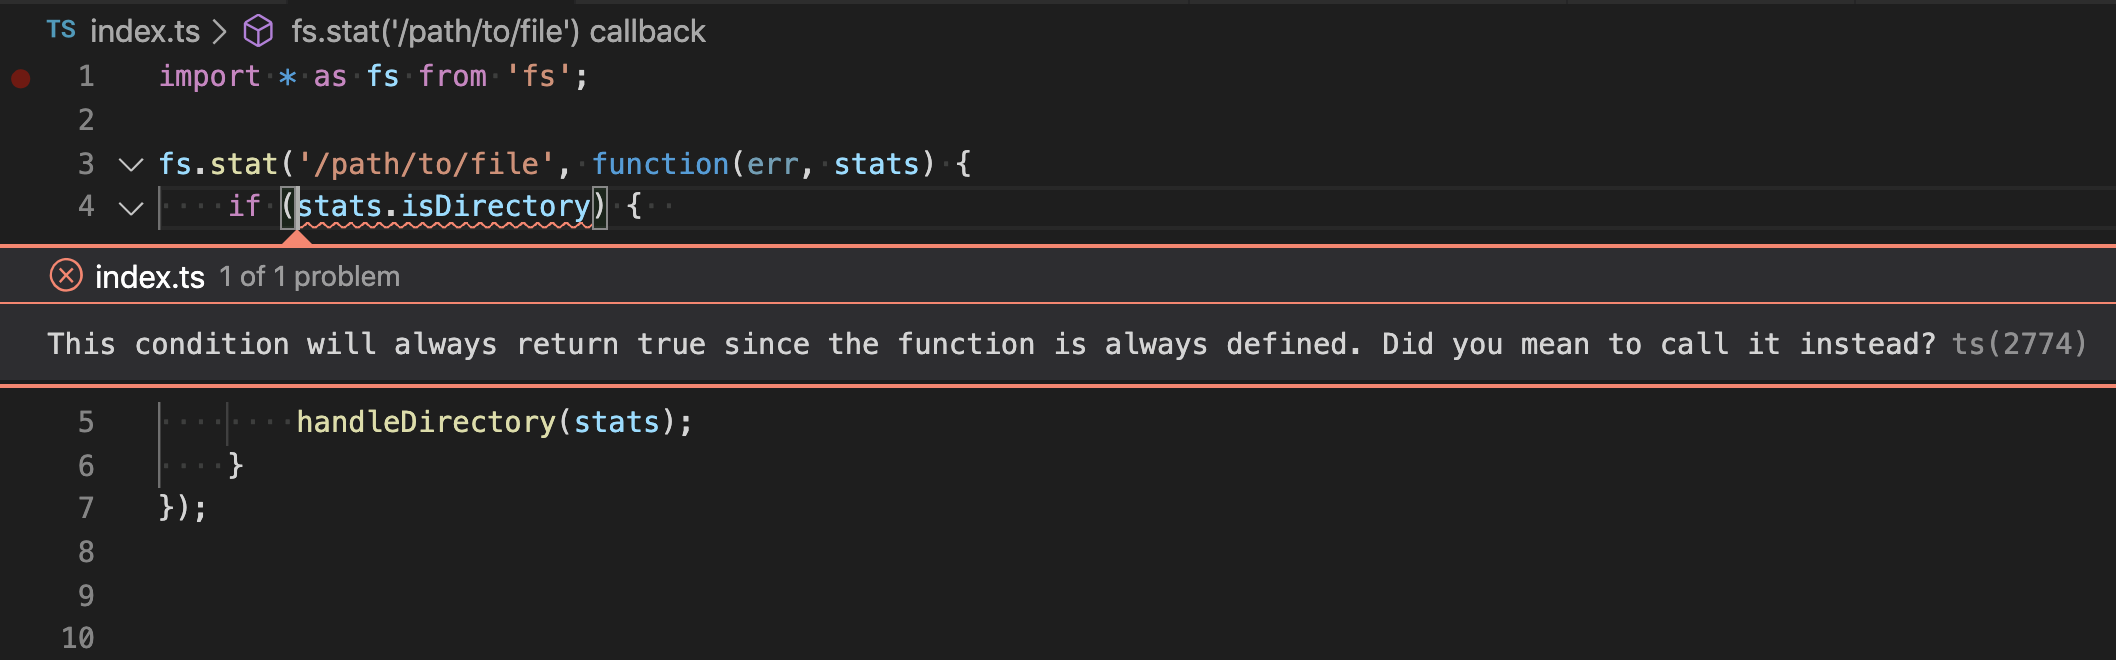 TS index.ts > fs.stat('/path/to/file') callback
1 import * as fs from 'fs';
2
3 fs.stat('/path/to/file', function(err, stats) {
4     if (stats.isDirectory) {
index.ts 1 of 1 problem
This condition will always return true since the function is always defined. Did you mean to call it instead? ts(2774)
5         handleDirectory(stats);
6     }
7 });
8
9
10